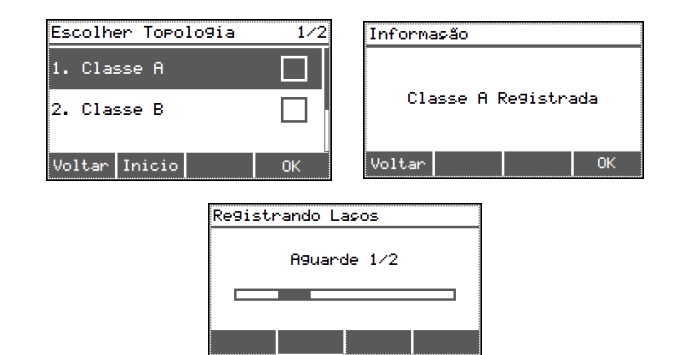 Escolher Topologia 1/2
1. Classe A
2. Classe B
Voltar Inicio OK
Informação
Classe A Registrada
Voltar OK
Registrando Laços
Aguarde 1/2